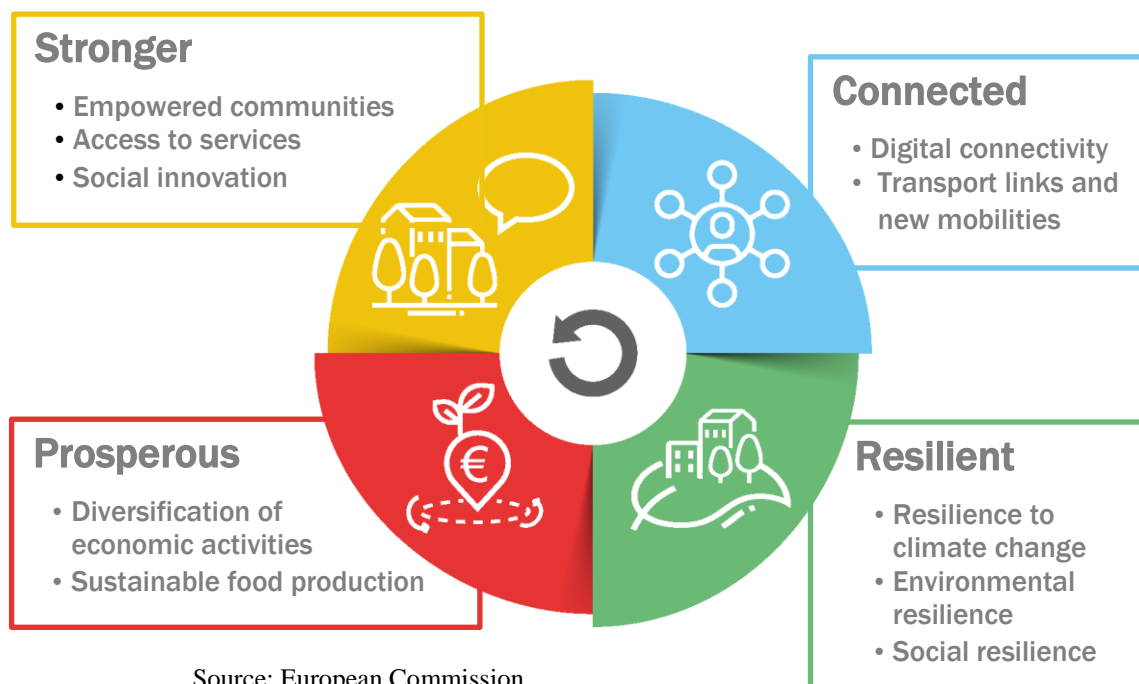 Stronger
• Empowered communities
• Access to services
• Social innovation
Connected
• Digital connectivity
• Transport links and
new mobilities
Prosperous
• Diversification of
economic activities
• Sustainable food production
€
Resilient
• Resilience to
climate change
• Environmental
resilience
• Social resilience
Source: European Commission